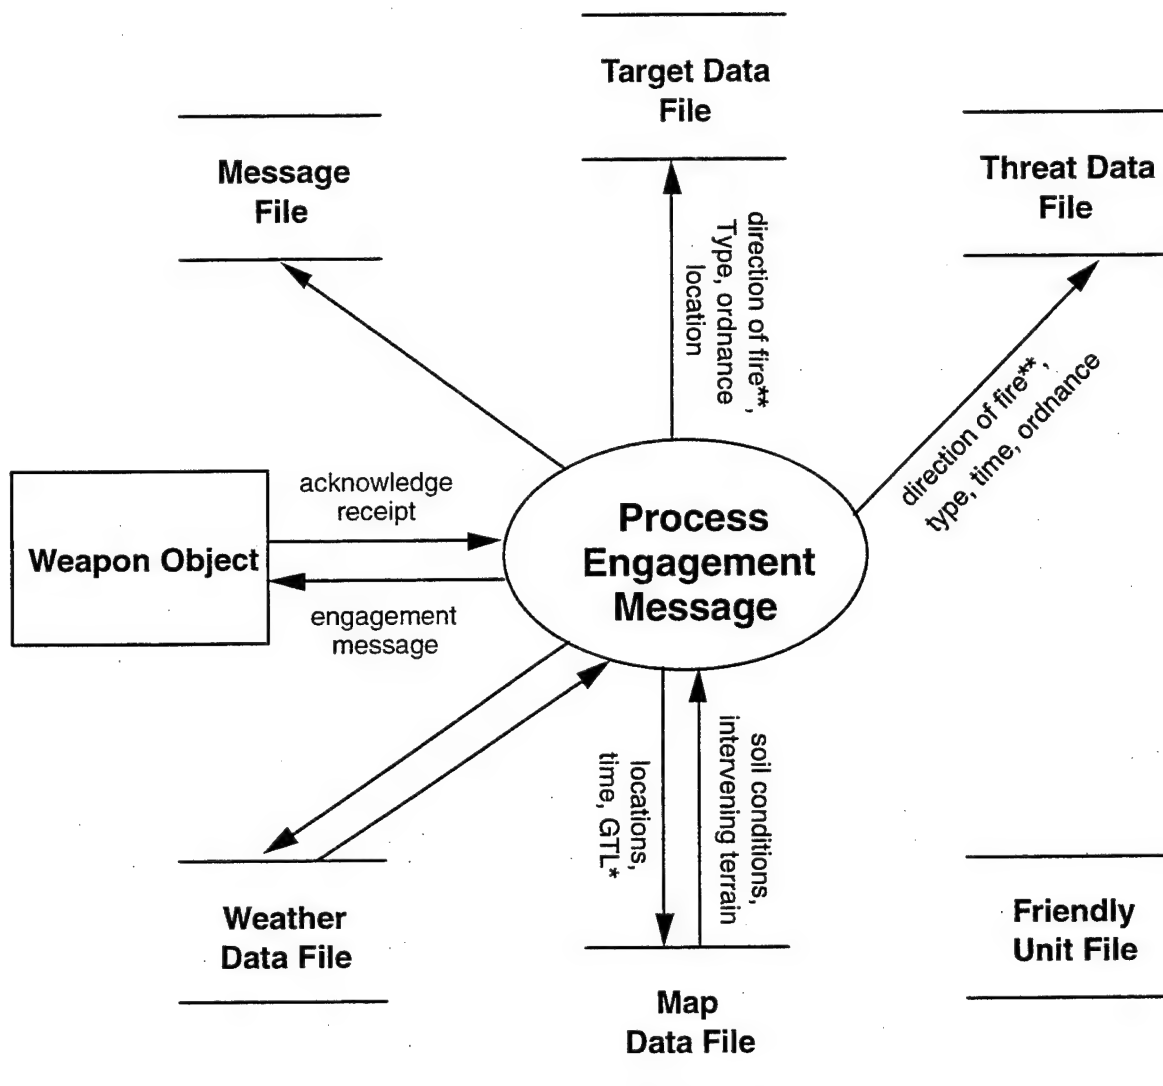 Target Data
File
Message
File
Threat Data
File
direction of fire**,
Type, ordnance
location
direction of fire**,
type, time, ordnance
acknowledge
receipt
Weapon Object
Process
Engagement
Message
engagement
message
locations,
time, GTL*
soil conditions,
intervening terrain
Weather
Data File
Friendly
Unit File
Map
Data File